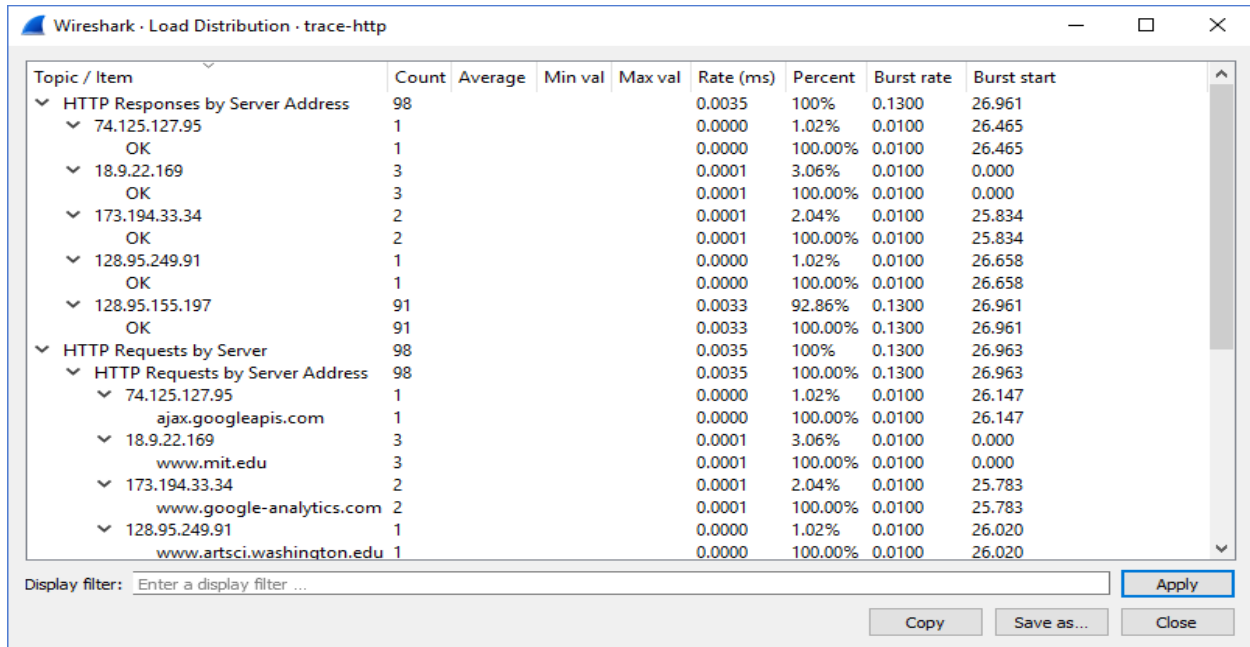 Wireshark · Load Distribution · trace-http
Topic / Item Count Average Min val Max val Rate (ms) Percent Burst rate Burst start
HTTP Responses by Server Address 98 0.0035 100% 0.1300 26.961
74.125.127.95 1 0.0000 1.02% 0.0100 26.465
OK 1 0.0000 100.00% 0.0100 26.465
18.9.22.169 3 0.0001 3.06% 0.0100 0.000
OK 3 0.0001 100.00% 0.0100 0.000
173.194.33.34 2 0.0001 2.04% 0.0100 25.834
OK 2 0.0001 100.00% 0.0100 25.834
128.95.249.91 1 0.0000 1.02% 0.0100 26.658
OK 1 0.0000 100.00% 0.0100 26.658
128.95.155.197 91 0.0033 92.86% 0.1300 26.961
OK 91 0.0033 100.00% 0.1300 26.961
HTTP Requests by Server 98 0.0035 100% 0.1300 26.963
HTTP Requests by Server Address 98 0.0035 100.00% 0.1300 26.963
74.125.127.95 1 0.0000 1.02% 0.0100 26.147
ajax.googleapis.com 1 0.0000 100.00% 0.0100 26.147
18.9.22.169 3 0.0001 3.06% 0.0100 0.000
www.mit.edu 3 0.0001 100.00% 0.0100 0.000
173.194.33.34 2 0.0001 2.04% 0.0100 25.783
www.google-analytics.com 2 0.0001 100.00% 0.0100 25.783
128.95.249.91 1 0.0000 1.02% 0.0100 26.020
www.artsci.washington.edu 1 0.0000 100.00% 0.0100 26.020
Display filter: Enter a display filter ... Apply
Copy Save as... Close